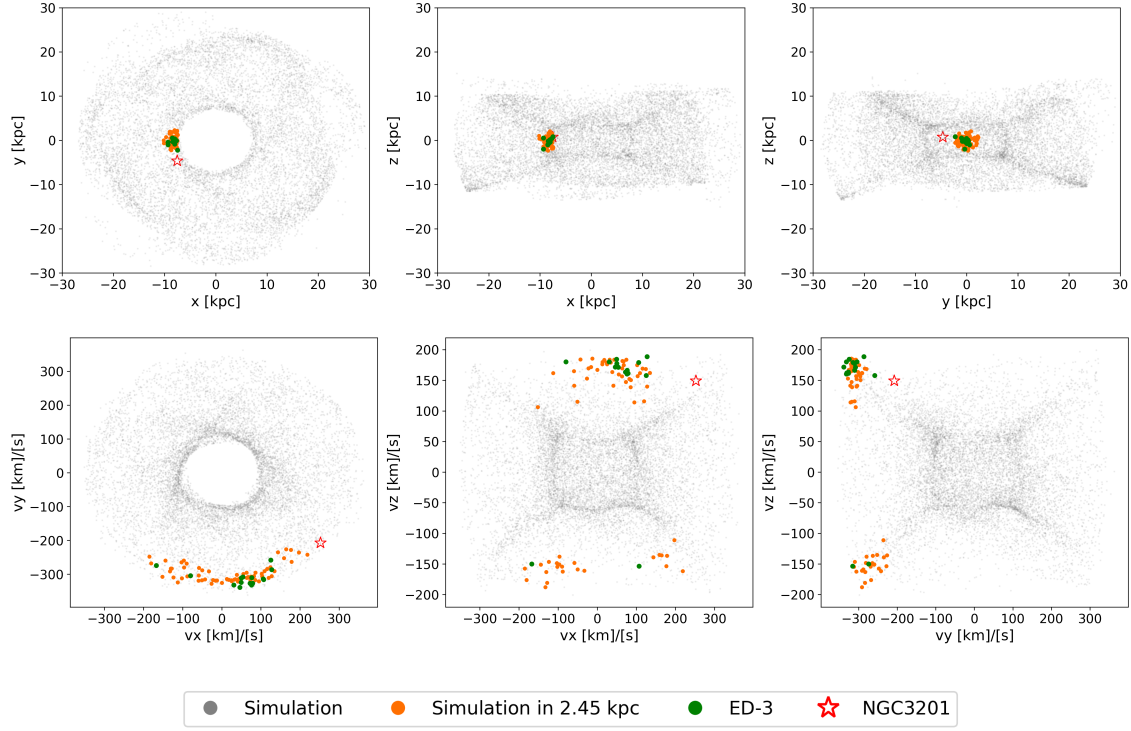 30
20
10
0
−10
−20
−30
−30 −20 −10 0 10 20 30
x [kpc]
y [kpc]
30
20
10
0
−10
−20
−30
−30 −20 −10 0 10 20 30
x [kpc]
z [kpc]
30
20
10
0
−10
−20
−30
−30 −20 −10 0 10 20 30
y [kpc]
z [kpc]
300
200
100
0
−100
−200
−300
−300 −200 −100 0 100 200 300
vx [km]/[s]
vy [km]/[s]
200
150
100
50
0
−50
−100
−150
−200
−300 −200 −100 0 100 200 300
vx [km]/[s]
vz [km]/[s]
200
150
100
50
0
−50
−100
−150
−200
−300 −200 −100 0 100 200 300
vy [km]/[s]
vz [km]/[s]
Simulation Simulation in 2.45 kpc ED-3 NGC3201